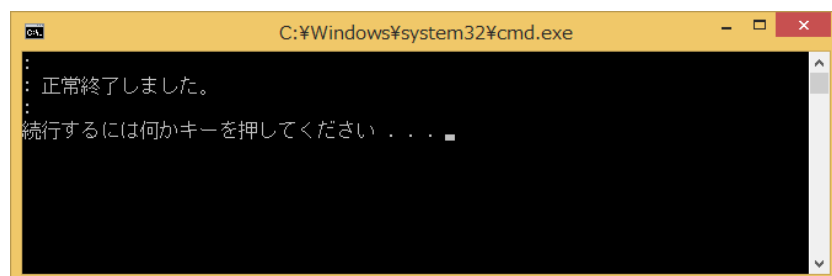 C:¥Windows¥system32¥cmd.exe
:
: 正常終了しました。
:
続行するには何かキーを押してください . . .